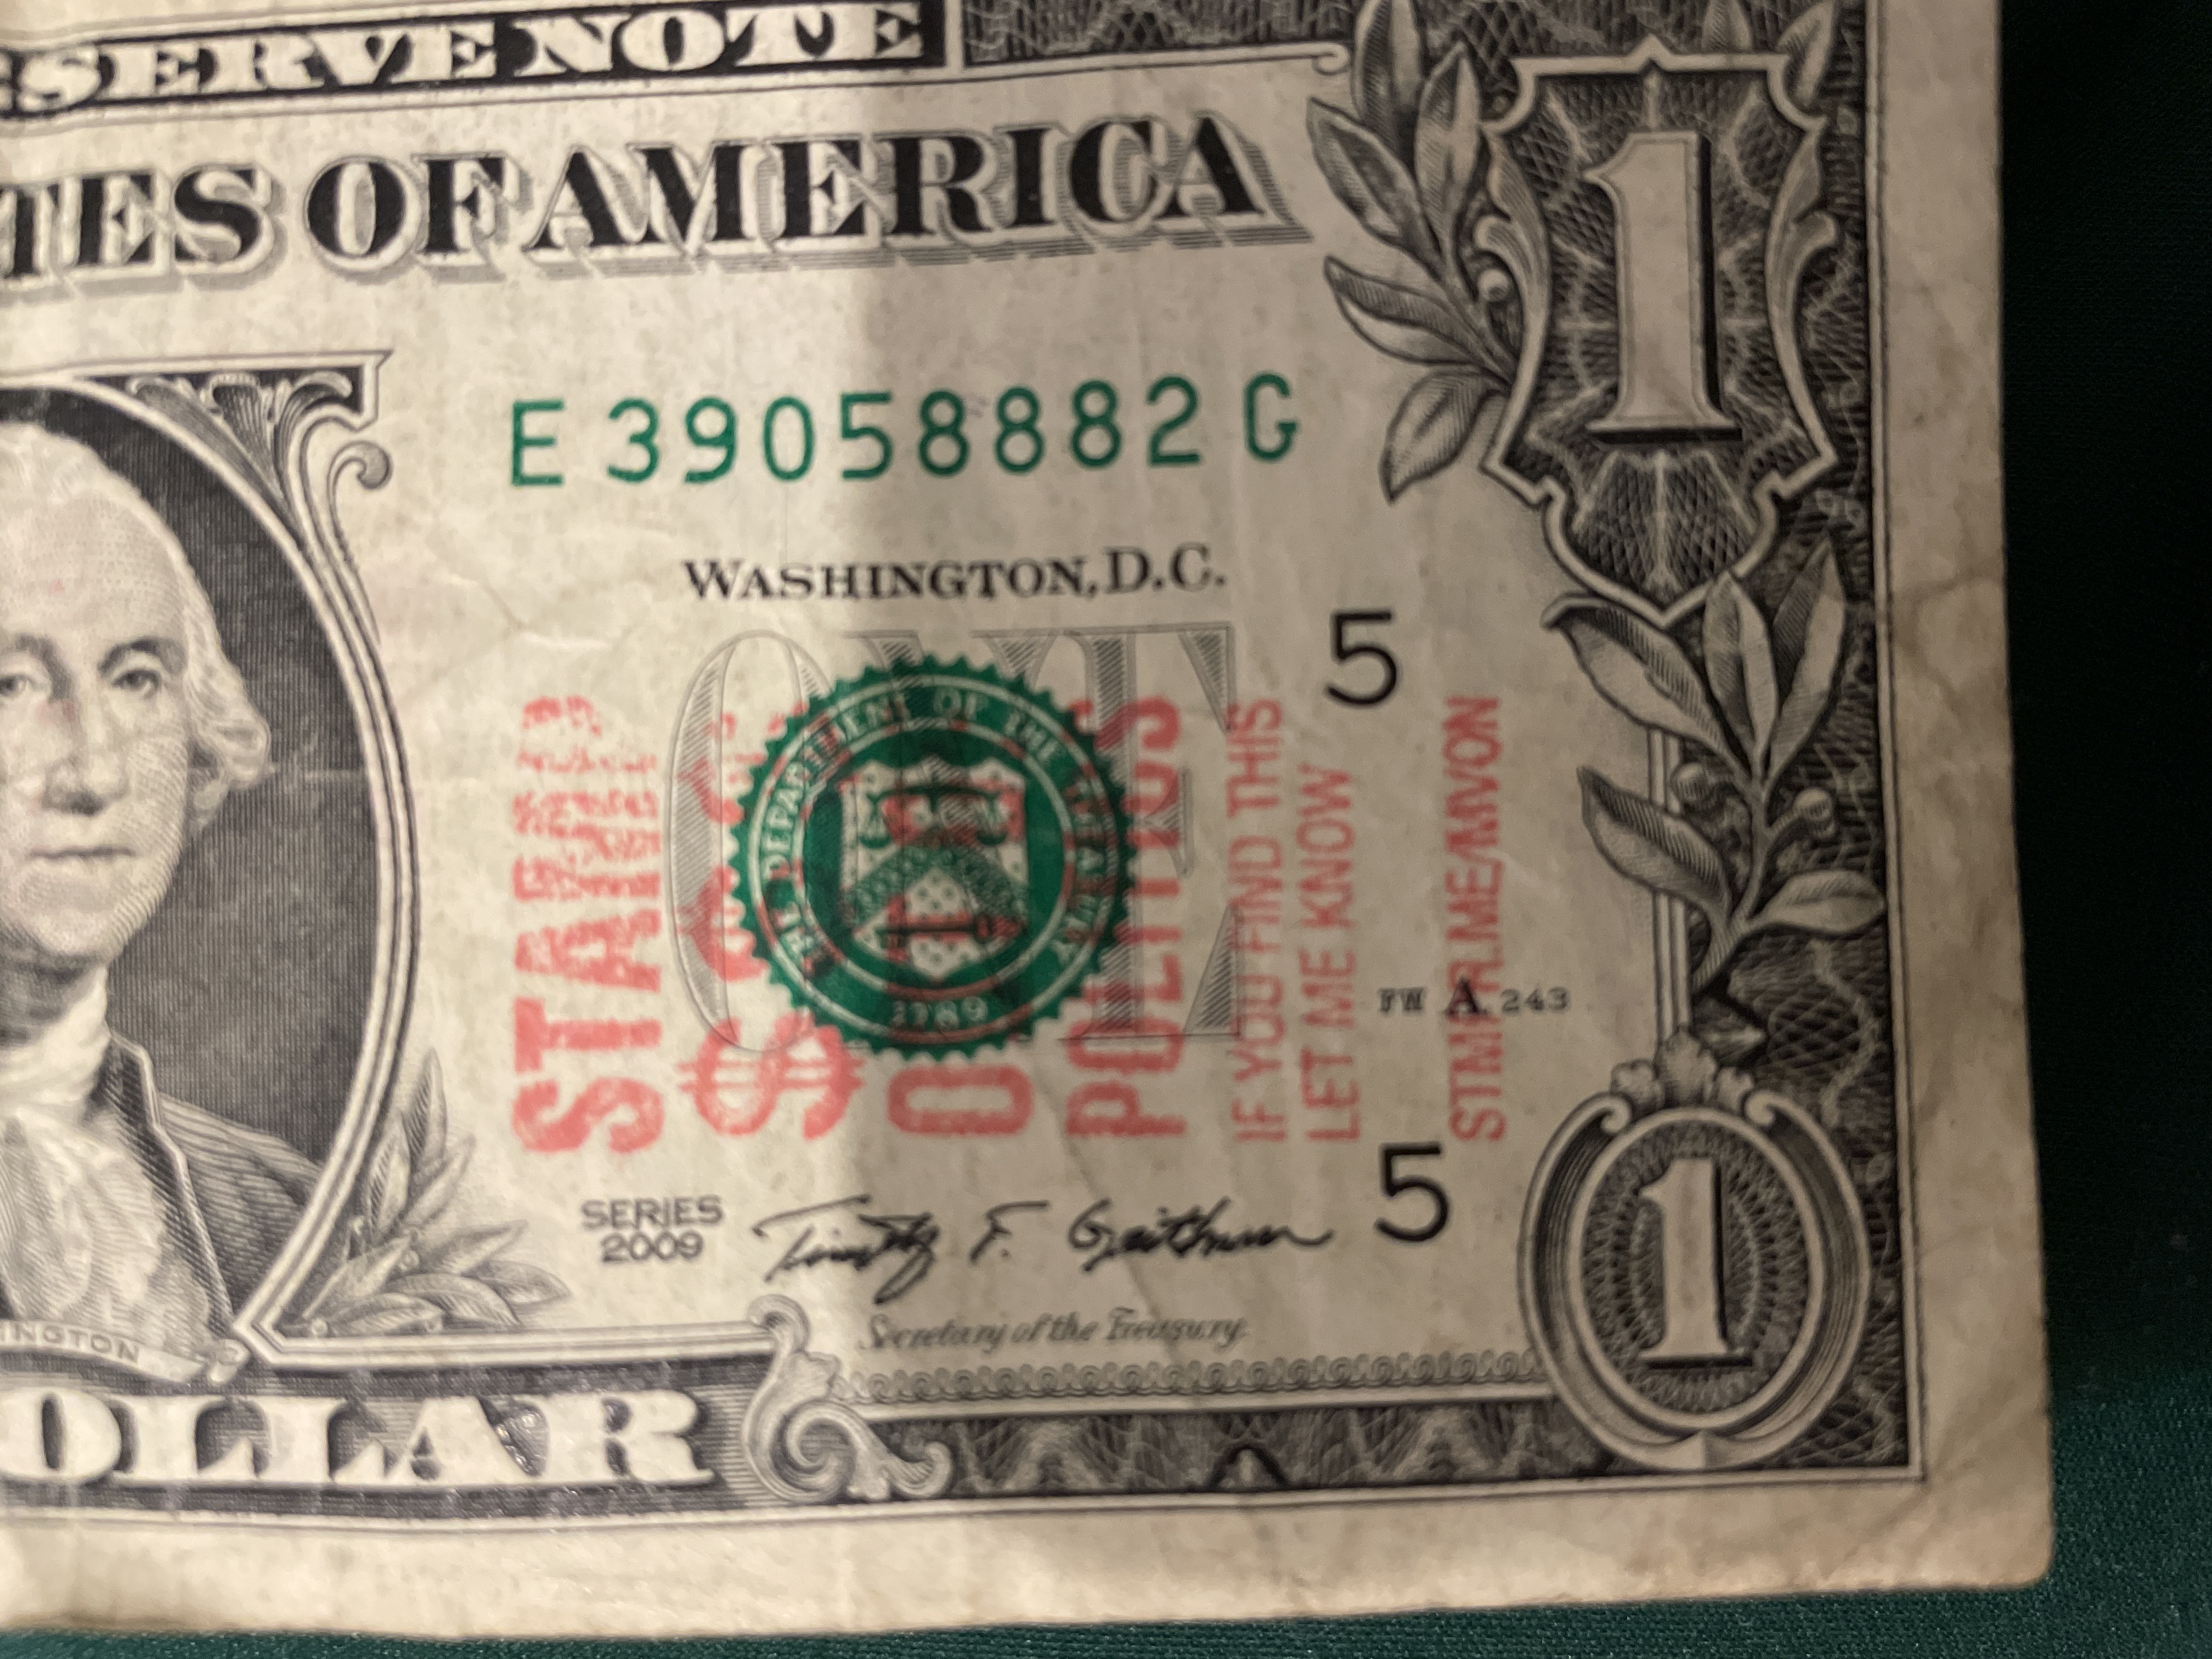 SERVE NOTE
TES OF AMERICA
1
E 39058882 G
WASHINGTON, D.C.
ONE
5
THE DEPARTMENT OF THE TREASURY
1789
STAMP
$
OUT
POLITICS
IF YOU FIND THIS
LET ME KNOW
FW A 243
5
SERIES
2009
Timothy F. Geithner
Secretary of the Treasury.
1
INGTON
OLLAR